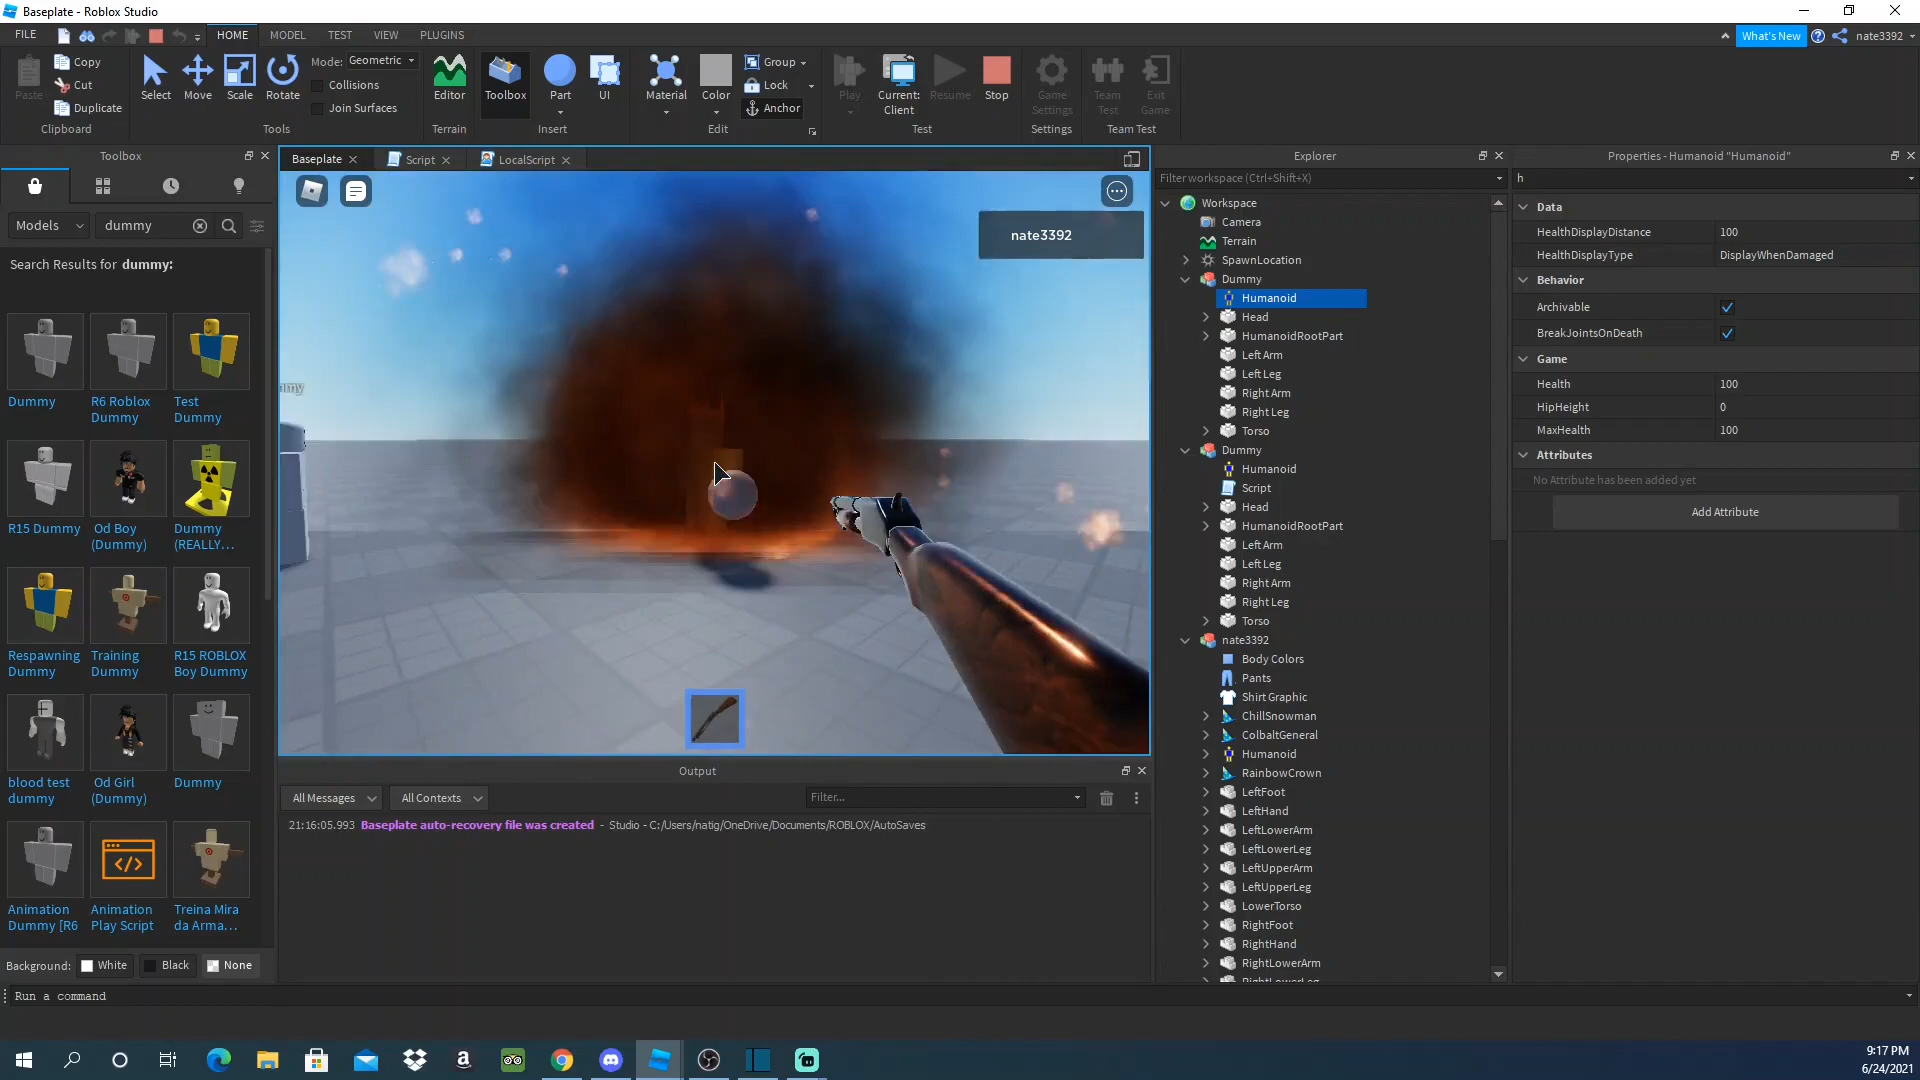 Baseplate - Roblox Studio
FILE HOME MODEL TEST VIEW PLUGINS What's New nate3392
Paste Copy Cut Duplicate Clipboard
Select Move Scale Rotate Mode: Geometric Collisions Join Surfaces Tools
Editor Terrain
Toolbox Part UI Insert
Material Color Group Lock Anchor Edit
Play Current: Client Resume Stop Test
Game Settings Settings
Team Test Exit Game Team Test
Toolbox
Models dummy
Search Results for dummy:
Dummy
R6 Roblox Dummy
Test Dummy
R15 Dummy
Od Boy (Dummy)
Dummy (REALLY...
Respawning Dummy
Training Dummy
R15 ROBLOX Boy Dummy
blood test dummy
Od Girl (Dummy)
Dummy
Animation Dummy [R6
Animation Play Script
Treina Mira da Arma...
Background: White Black None
Run a command
Baseplate Script LocalScript
nate3392
Output
All Messages All Contexts Filter...
21:16:05.993 Baseplate auto-recovery file was created - Studio - C:/Users/natig/OneDrive/Documents/ROBLOX/AutoSaves
Explorer
Filter workspace (Ctrl+Shift+X)
Workspace
Camera
Terrain
SpawnLocation
Dummy
Humanoid
Head
HumanoidRootPart
Left Arm
Left Leg
Right Arm
Right Leg
Torso
Dummy
Humanoid
Script
Head
HumanoidRootPart
Left Arm
Left Leg
Right Arm
Right Leg
Torso
nate3392
Body Colors
Pants
Shirt Graphic
ChillSnowman
ColbaltGeneral
Humanoid
RainbowCrown
LeftFoot
LeftHand
LeftLowerArm
LeftLowerLeg
LeftUpperArm
LeftUpperLeg
LowerTorso
RightFoot
RightHand
RightLowerArm
RightLowerLeg
Properties - Humanoid "Humanoid"
h
Data
HealthDisplayDistance 100
HealthDisplayType DisplayWhenDamaged
Behavior
Archivable
BreakJointsOnDeath
Game
Health 100
HipHeight 0
MaxHealth 100
Attributes
No Attribute has been added yet
Add Attribute
9:17 PM
6/24/2021